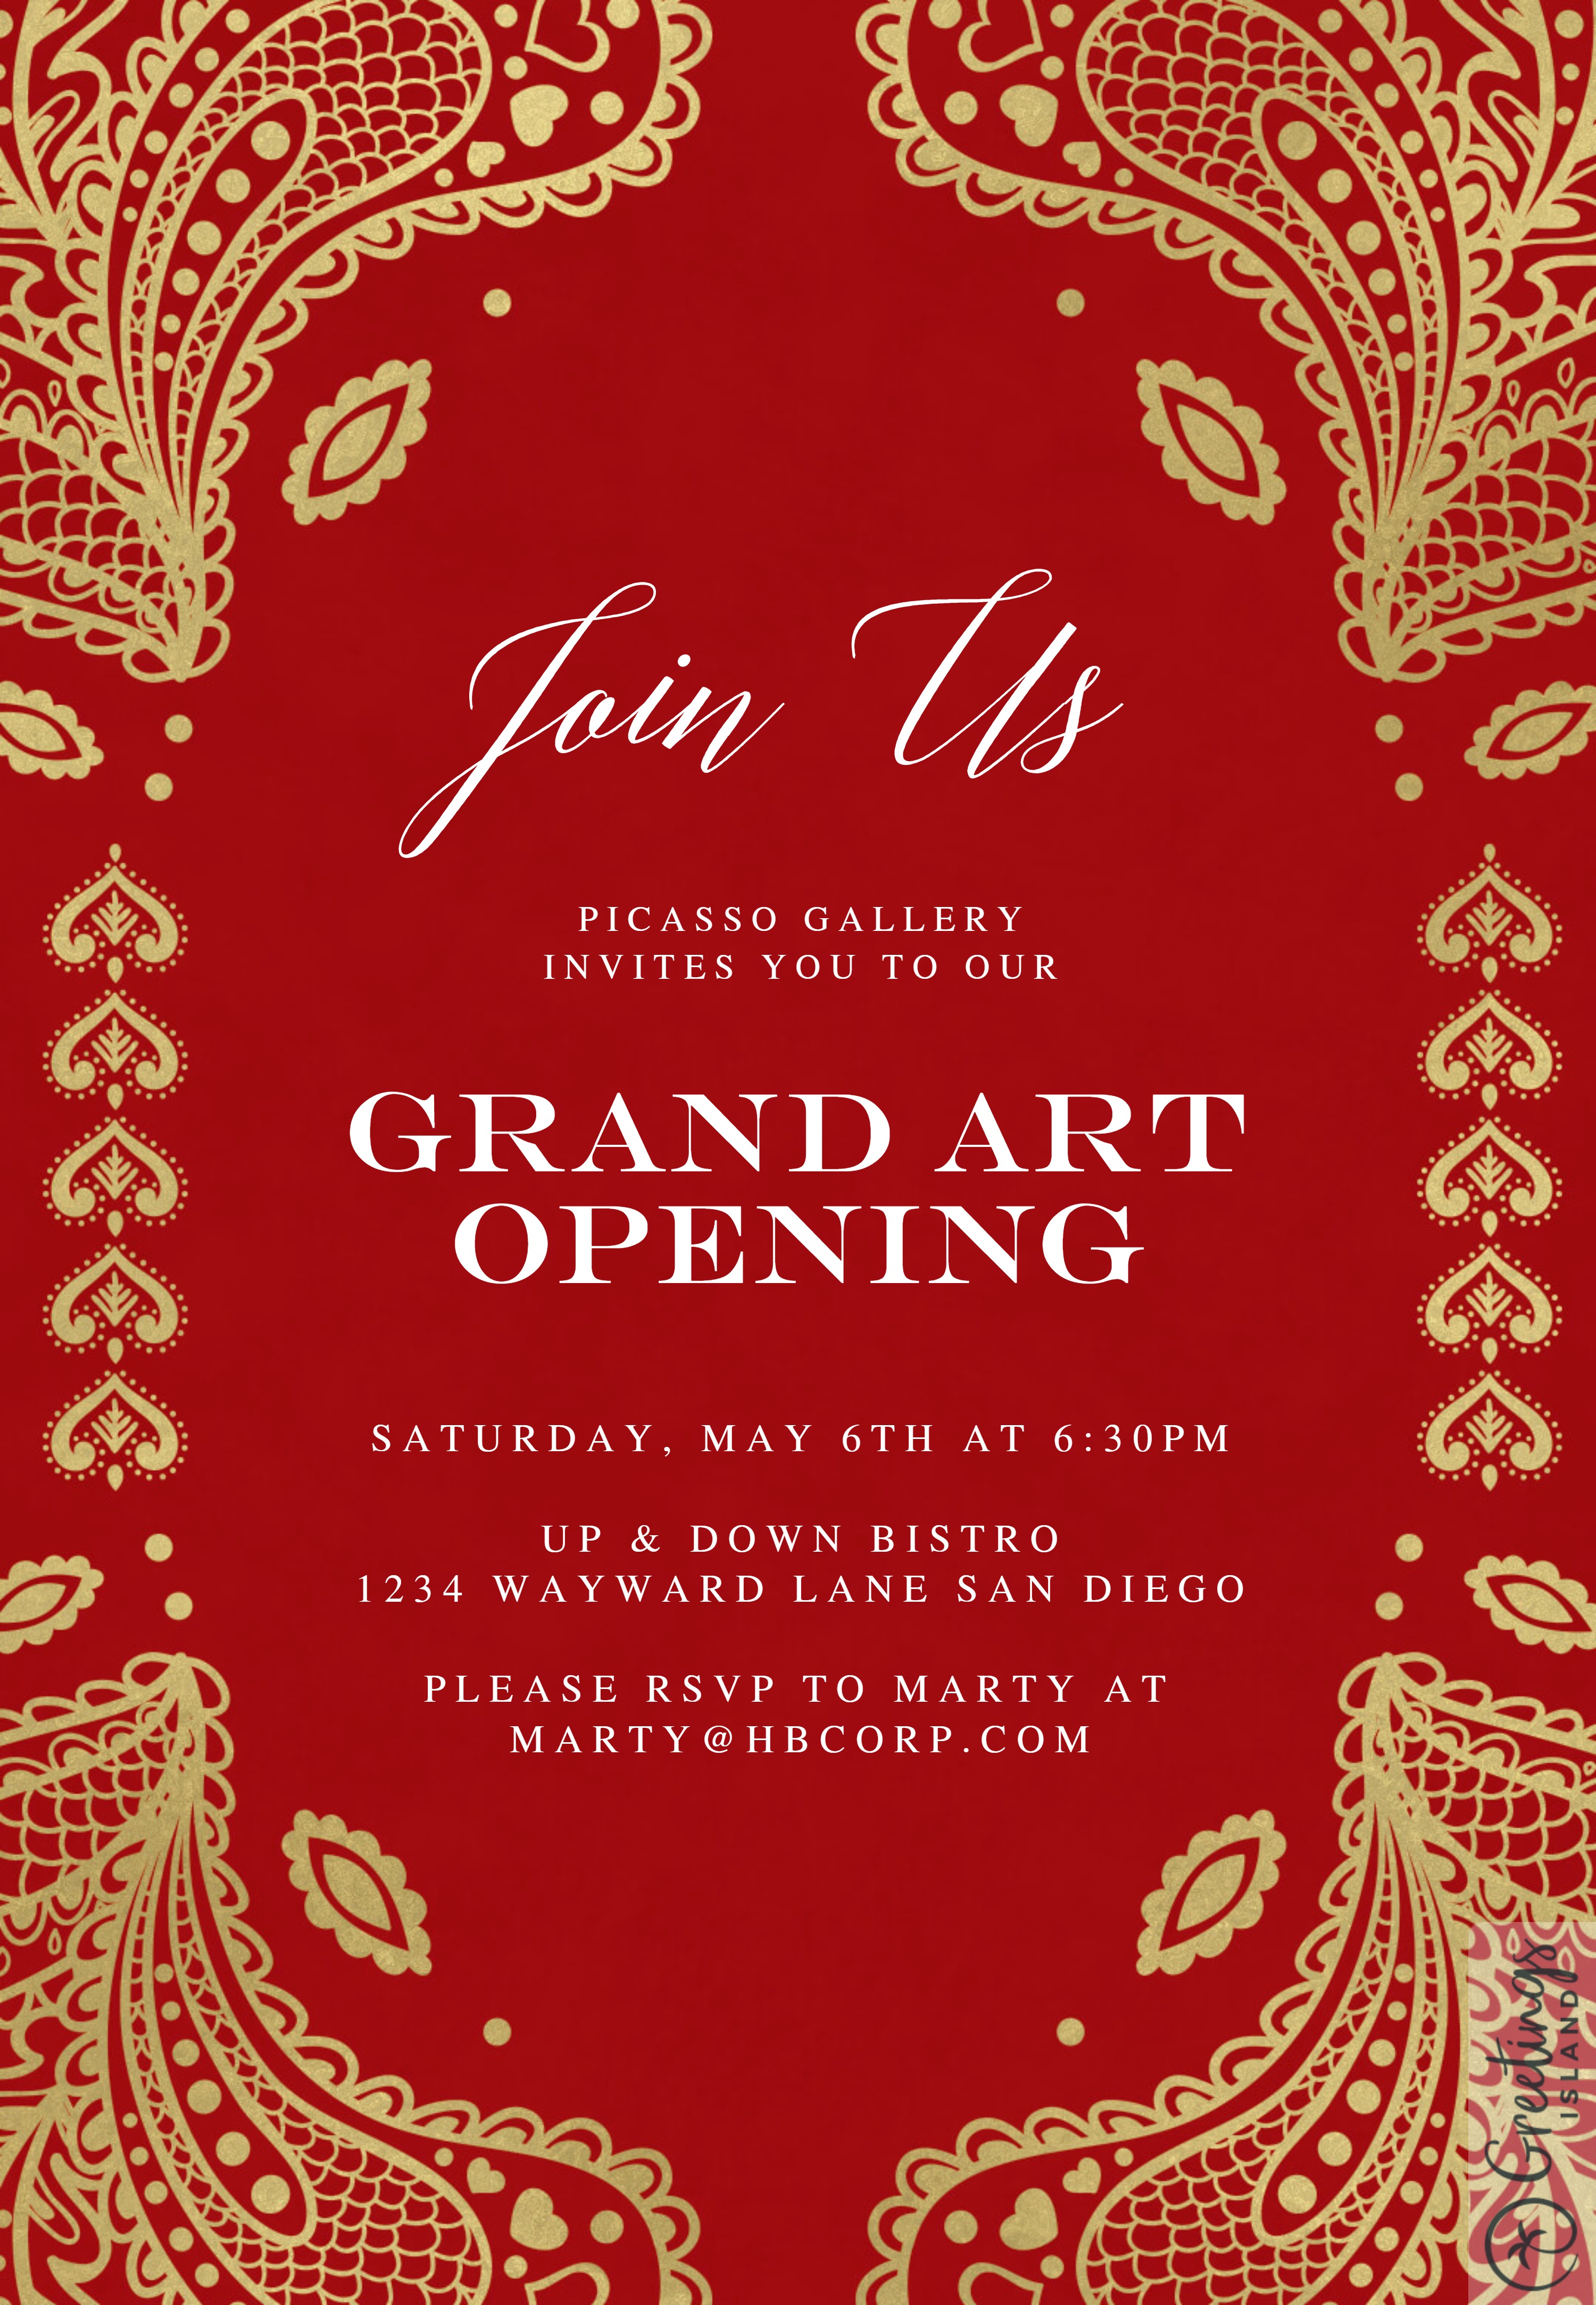 Join Us
PICASSO GALLERY
INVITES YOU TO OUR
GRAND ART
OPENING
SATURDAY, MAY 6TH AT 6:30PM
UP & DOWN BISTRO
1234 WAYWARD LANE SAN DIEGO
PLEASE RSVP TO MARTY AT
MARTY@HBCORP.COM
Greetings
ISLAND